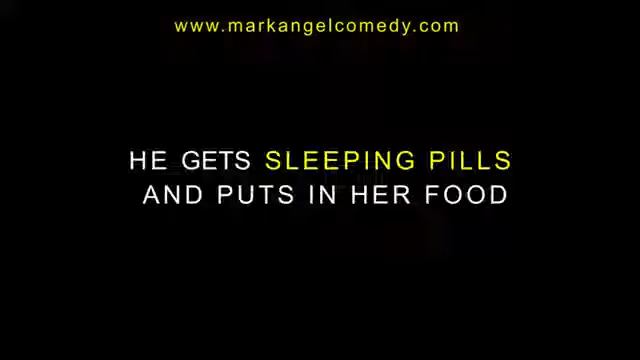 www.markangelcomedy.com
HE GETS SLEEPING PILLS
AND PUTS IN HER FOOD